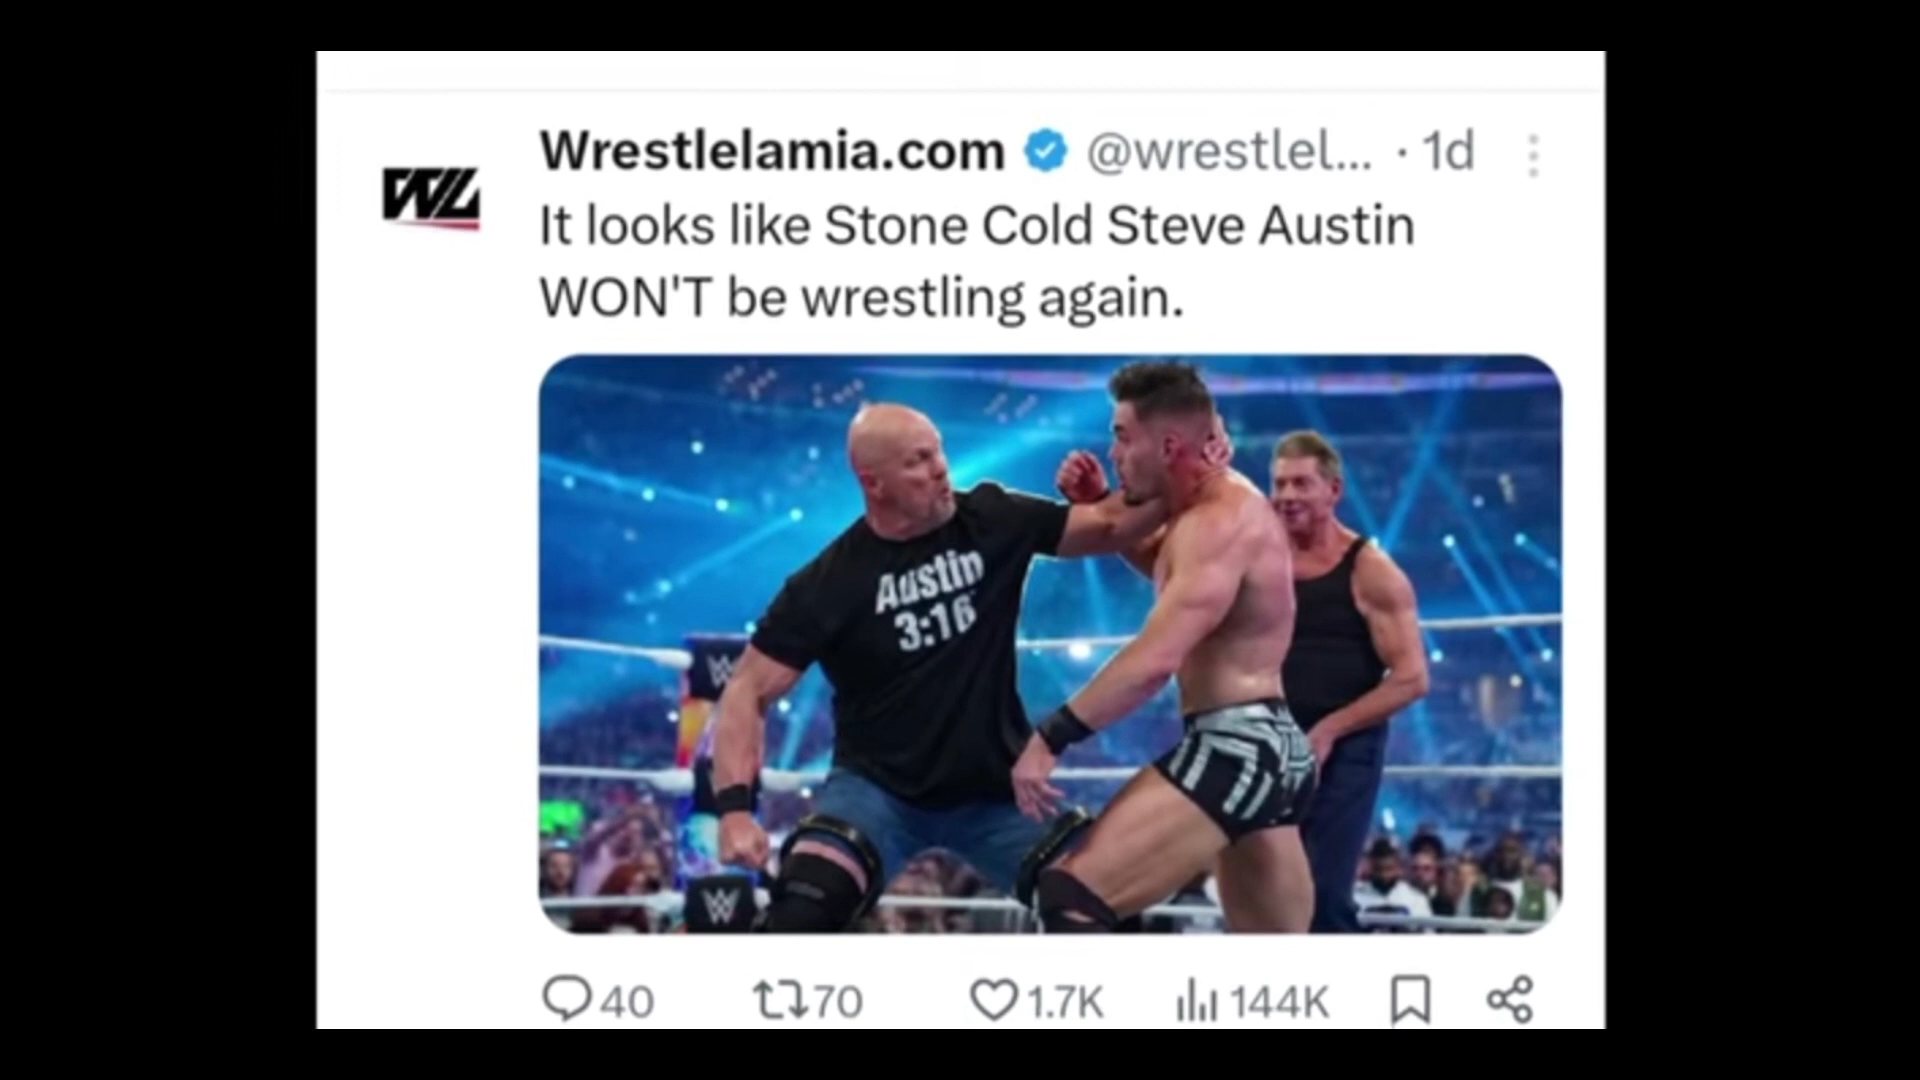 Wrestlelamia.com @wrestlel... · 1d
WL
It looks like Stone Cold Steve Austin
WON'T be wrestling again.
Austin
3:16
W
W
40 70 1.7K 144K